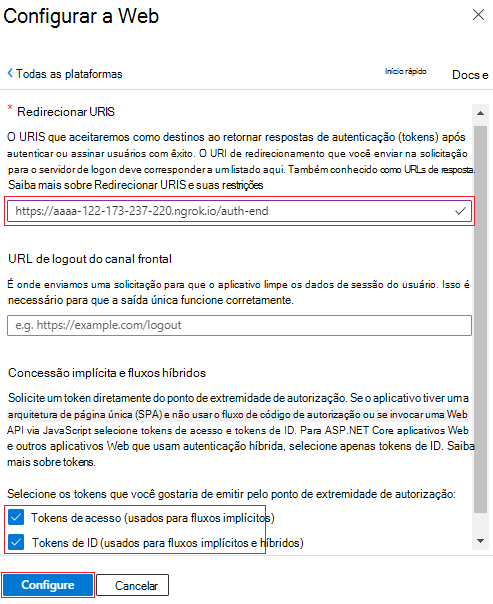 Configurar a Web
Todas as plataformas
Início rápido
Docs e
* Redirecionar URIS
O URIS que aceitaremos como destinos ao retornar respostas de autenticação (tokens) após
autenticar ou assinar usuários com êxito. O URI de redirecionamento que você enviar na solicitação
para o servidor de logon deve corresponder a um listado aqui. Também conhecido como URLs de resposta.
Saiba mais sobre Redirecionar URIS e suas restrições
https://aaaa-122-173-237-220.ngrok.io/auth-end
URL de logout do canal frontal
É onde enviamos uma solicitação para que o aplicativo limpe os dados de sessão do usuário. Isso é
necessário para que a saída única funcione corretamente.
e.g. https://example.com/logout
Concessão implícita e fluxos híbridos
Solicite um token diretamente do ponto de extremidade de autorização. Se o aplicativo tiver uma
arquitetura de página única (SPA) e não usar o fluxo de código de autorização ou se invocar uma Web
API via JavaScript selecione tokens de acesso e tokens de ID. Para ASP.NET Core aplicativos Web
e outros aplicativos Web que usam autenticação híbrida, selecione apenas tokens de ID. Saiba
mais sobre tokens.
Selecione os tokens que você gostaria de emitir pelo ponto de extremidade de autorização:
Tokens de acesso (usados para fluxos implícitos)
Tokens de ID (usados para fluxos implícitos e híbridos)
Configure
Cancelar